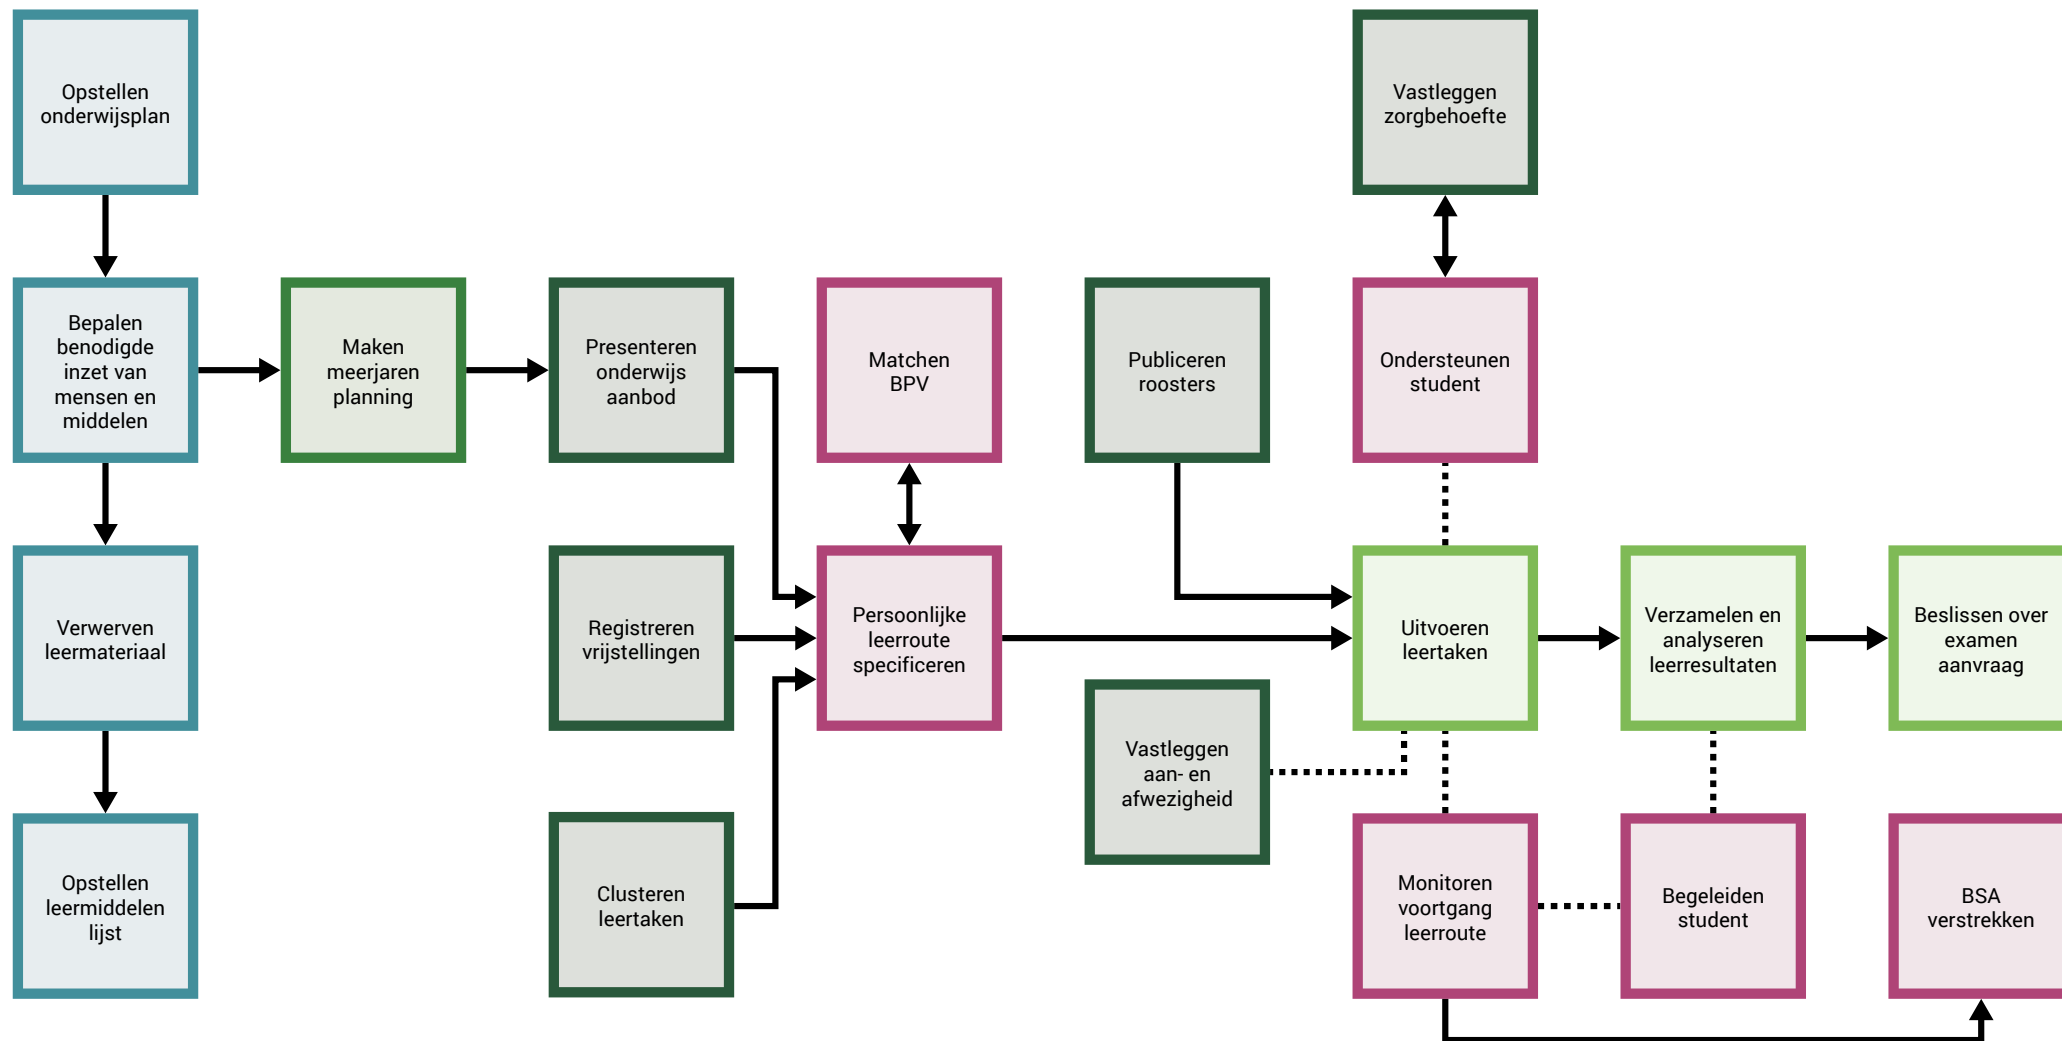 Opstellen
onderwijsplan
Vastleggen
zorgbehoefte
Bepalen
benodigde
inzet van
mensen en
middelen
Maken
meerjaren
planning
Presenteren
onderwijs
aanbod
Matchen
BPV
Publiceren
roosters
Ondersteunen
student
Verwerven
leermateriaal
Registreren
vrijstellingen
Persoonlijke
leerroute
specificeren
Uitvoeren
leertaken
Verzamelen en
analyseren
leerresultaten
Beslissen over
examen
aanvraag
Vastleggen
aan- en
afwezigheid
Opstellen
leermiddelen
lijst
Clusteren
leertaken
Monitoren
voortgang
leerroute
Begeleiden
student
BSA
verstrekken